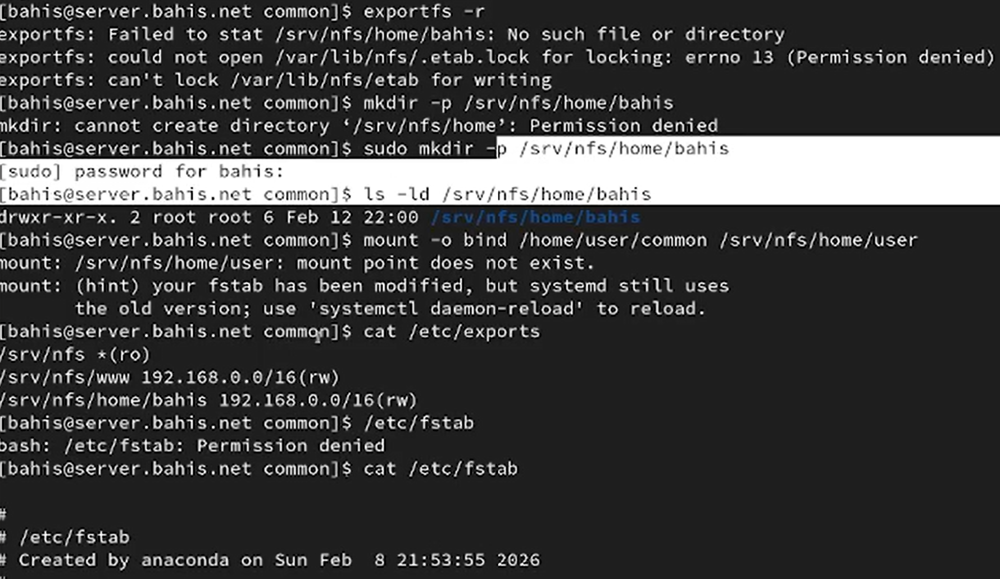 [bahis@server.bahis.net common]$ exportfs -r
exportfs: Failed to stat /srv/nfs/home/bahis: No such file or directory
exportfs: could not open /var/lib/nfs/.etab.lock for locking: errno 13 (Permission denied)
exportfs: can't lock /var/lib/nfs/etab for writing
[bahis@server.bahis.net common]$ mkdir -p /srv/nfs/home/bahis
mkdir: cannot create directory ‘/srv/nfs/home’: Permission denied
[bahis@server.bahis.net common]$ sudo mkdir -p /srv/nfs/home/bahis
[sudo] password for bahis:
[bahis@server.bahis.net common]$ ls -ld /srv/nfs/home/bahis
drwxr-xr-x. 2 root root 6 Feb 12 22:00 /srv/nfs/home/bahis
[bahis@server.bahis.net common]$ mount -o bind /home/user/common /srv/nfs/home/user
mount: /srv/nfs/home/user: mount point does not exist.
mount: (hint) your fstab has been modified, but systemd still uses
the old version; use 'systemctl daemon-reload' to reload.
[bahis@server.bahis.net common]$ cat /etc/exports
/srv/nfs *(ro)
/srv/nfs/www 192.168.0.0/16(rw)
/srv/nfs/home/bahis 192.168.0.0/16(rw)
[bahis@server.bahis.net common]$ /etc/fstab
bash: /etc/fstab: Permission denied
[bahis@server.bahis.net common]$ cat /etc/fstab
#
# /etc/fstab
# Created by anaconda on Sun Feb  8 21:53:55 2026